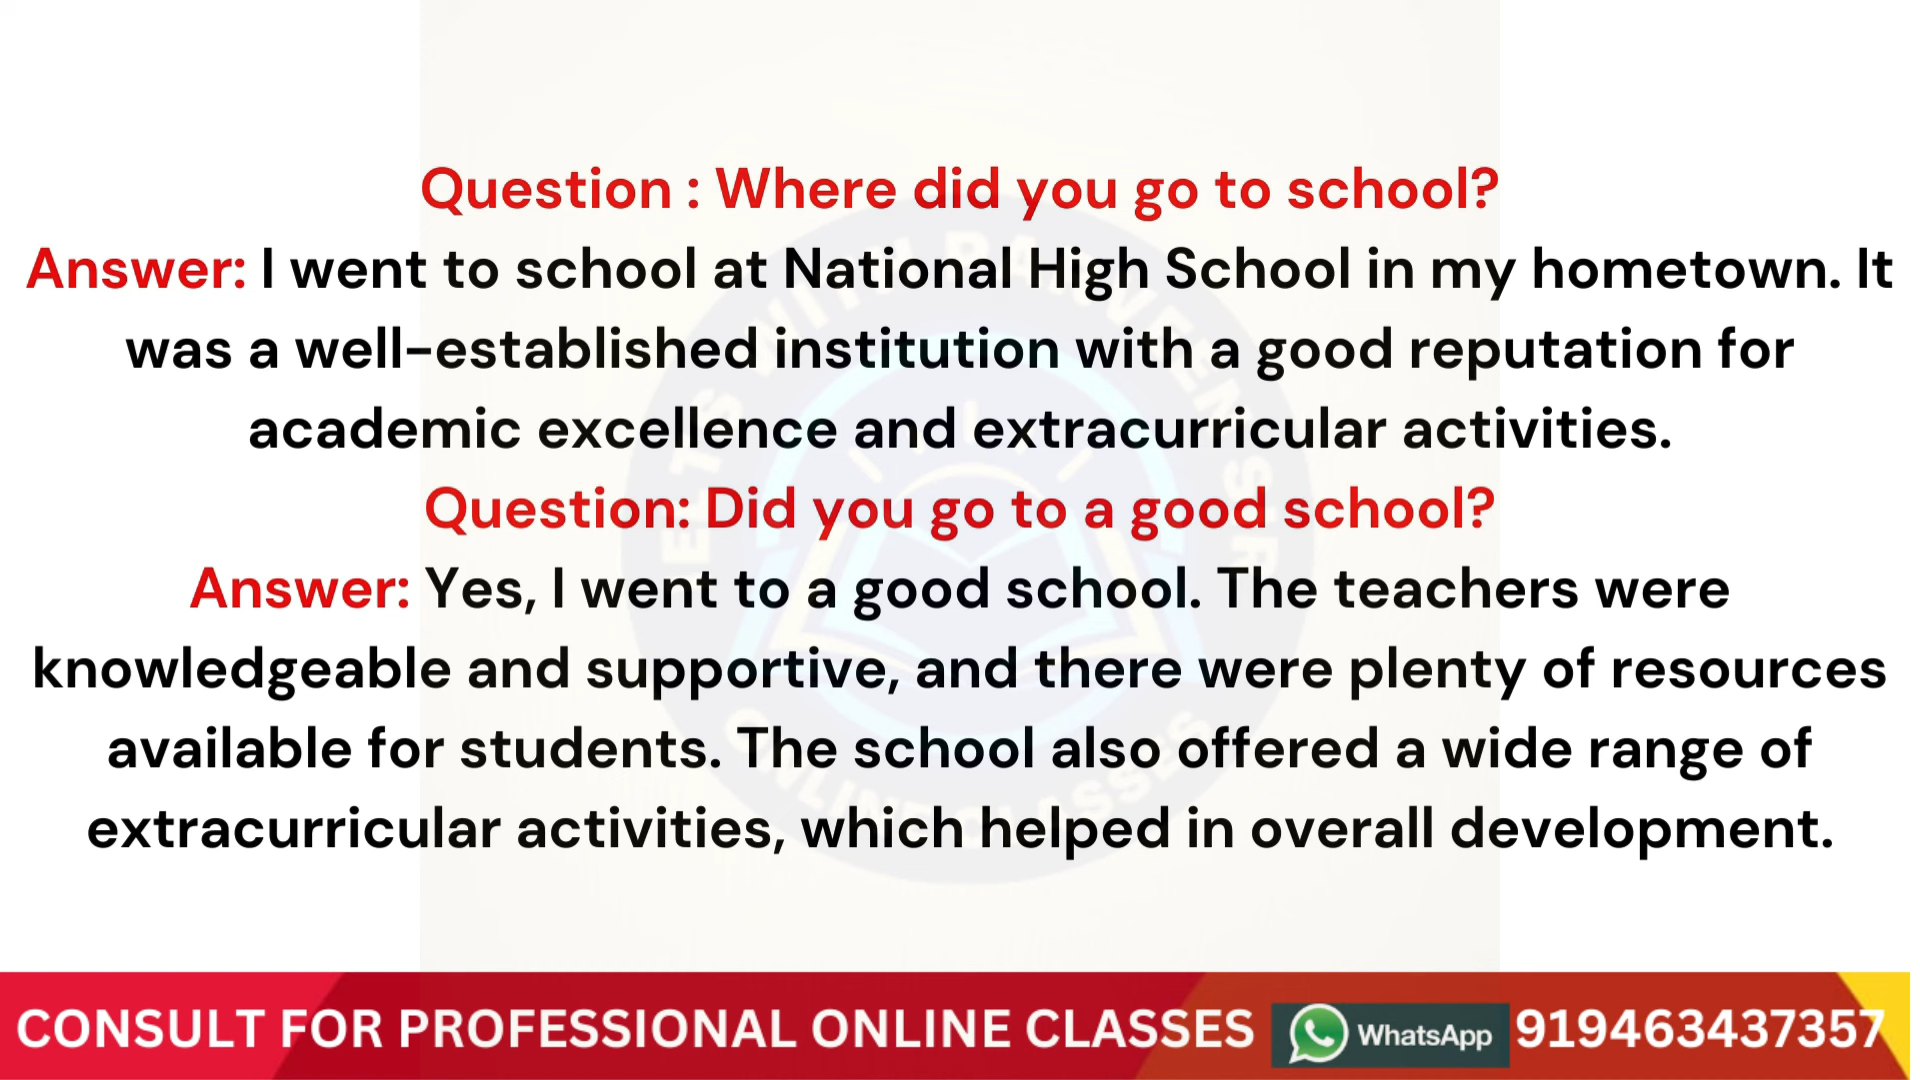 Question : Where did you go to school?
Answer: I went to school at National High School in my hometown. It
was a well-established institution with a good reputation for
academic excellence and extracurricular activities.
Question: Did you go to a good school?
Answer: Yes, I went to a good school. The teachers were
knowledgeable and supportive, and there were plenty of resources
available for students. The school also offered a wide range of
extracurricular activities, which helped in overall development.
ONLINE CLASSES
CONSULT FOR PROFESSIONAL ONLINE CLASSES WhatsApp 919463437357